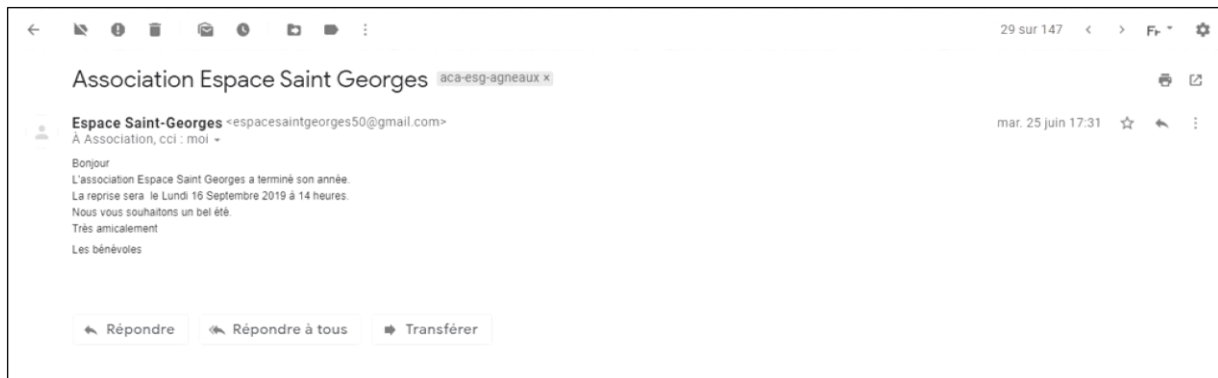 29 sur 147
Association Espace Saint Georges aca-esg-agneaux ×
Espace Saint-Georges <espacesaintgeorges50@gmail.com> mar. 25 juin 17:31
À Association, cci : moi
Bonjour
L'association Espace Saint Georges a terminé son année.
La reprise sera le Lundi 16 Septembre 2019 à 14 heures.
Nous vous souhaitons un bel été.
Très amicalement
Les bénévoles
Répondre Répondre à tous Transférer